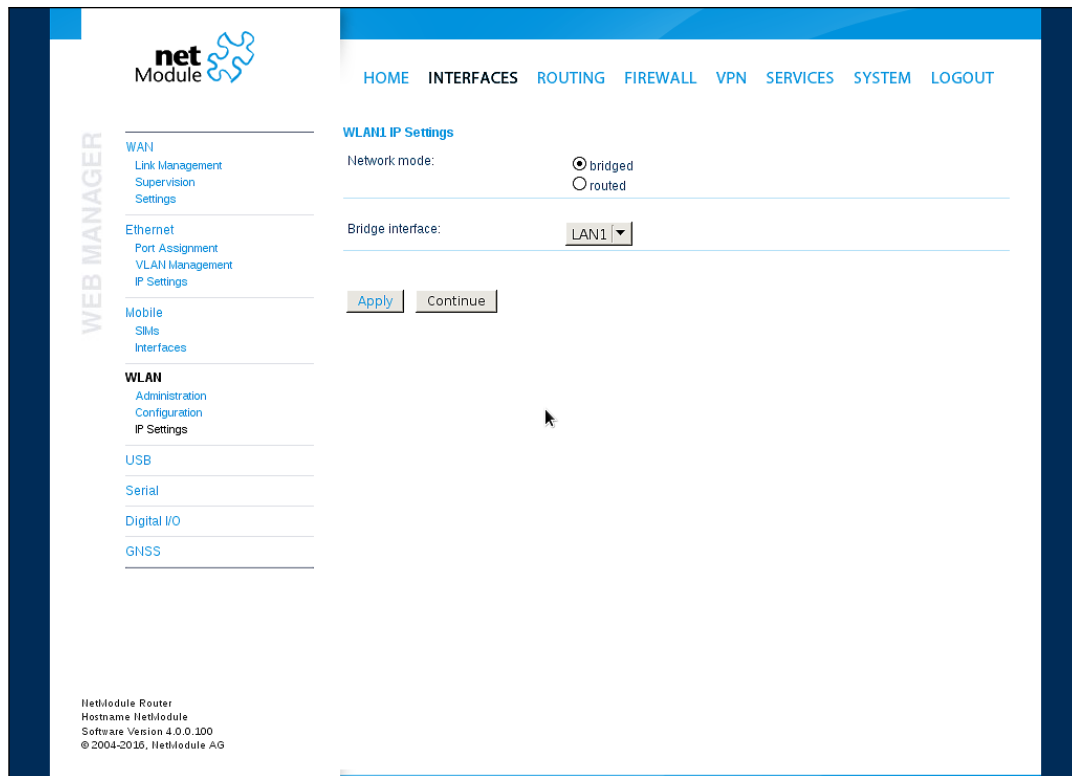 net
Module
HOME INTERFACES ROUTING FIREWALL VPN SERVICES SYSTEM LOGOUT
WEB MANAGER
WAN
Link Management
Supervision
Settings
Ethernet
Port Assignment
VLAN Management
IP Settings
Mobile
SIMs
Interfaces
WLAN
Administration
Configuration
IP Settings
USB
Serial
Digital I/O
GNSS
WLAN1 IP Settings
Network mode:
bridged
routed
Bridge interface:
LAN1
Apply Continue
NetModule Router
Hostname NetModule
Software Version 4.0.0.100
© 2004-2016, NetModule AG